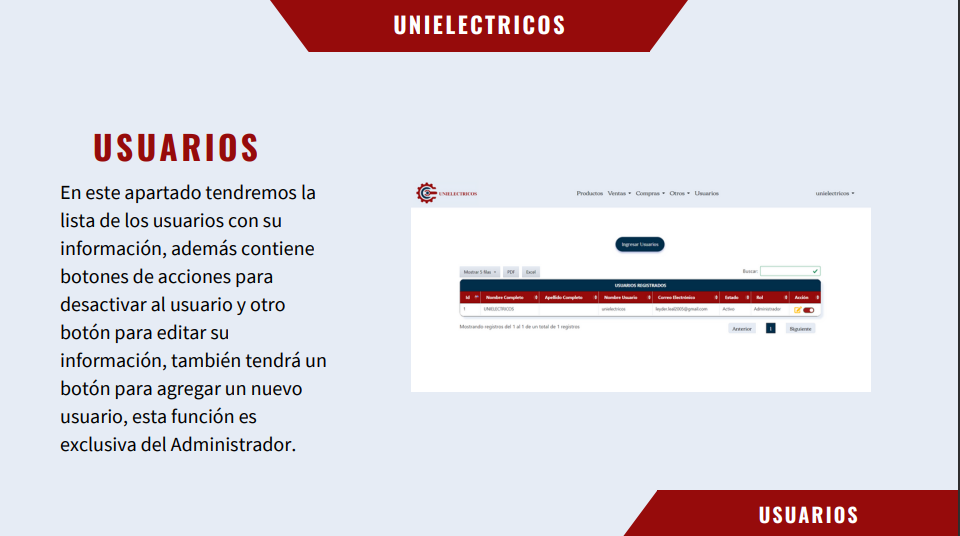 UNIELECTRICOS
USUARIOS
En este apartado tendremos la
lista de los usuarios con su
información, además contiene
botones de acciones para
desactivar al usuario y otro
botón para editar su
información, también tendrá un
botón para agregar un nuevo
usuario, esta función es
exclusiva del Administrador.
UNIELECTRICOS Productos Ventas Compras Otros Usuarios unielectricos
Ingresar Usuarios
Mostrar 5 filas PDF Excel Buscar:
USUARIOS REGISTRADOS
Id Nombre Completo Apellido Completo Nombre Usuario Correo Electrónico Estado Rol Acción
1 UNIELECTRICOS unielectricos Activo Administrador
Mostrando registros del 1 al 1 de un total de 1 registros Anterior 1 Siguiente
USUARIOS